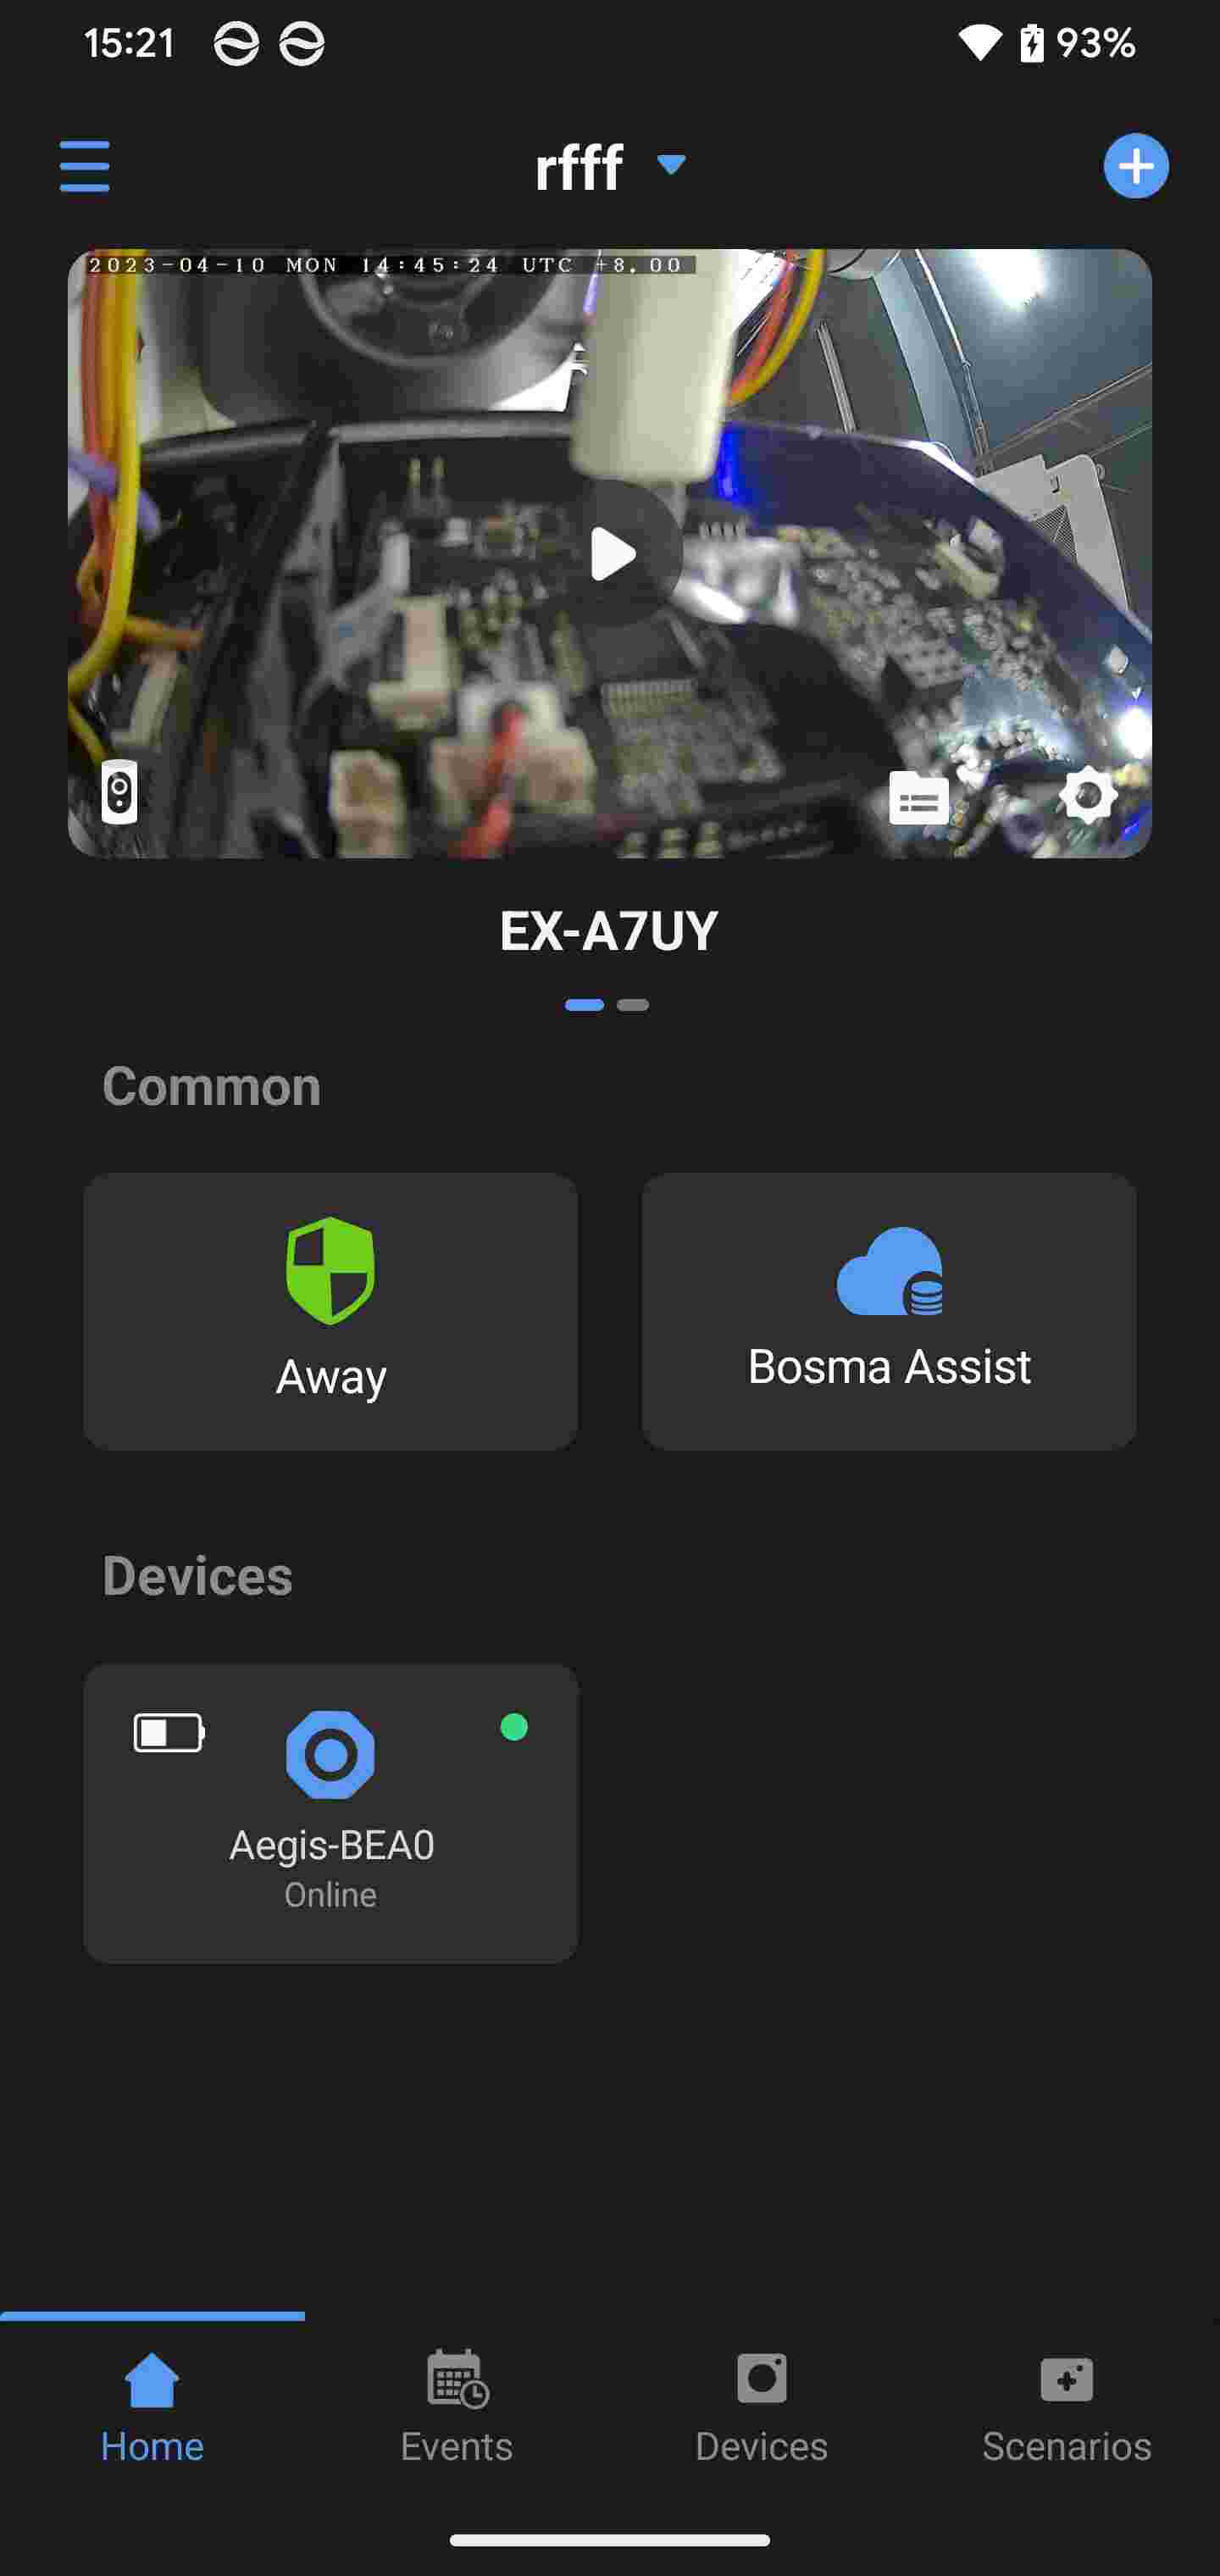 15:21
93%
rfff
2023-04-10 MON 14:45:24 UTC +8.00
EX-A7UY
Common
Away
Bosma Assist
Devices
Aegis-BEA0
Online
Home
Events
Devices
Scenarios